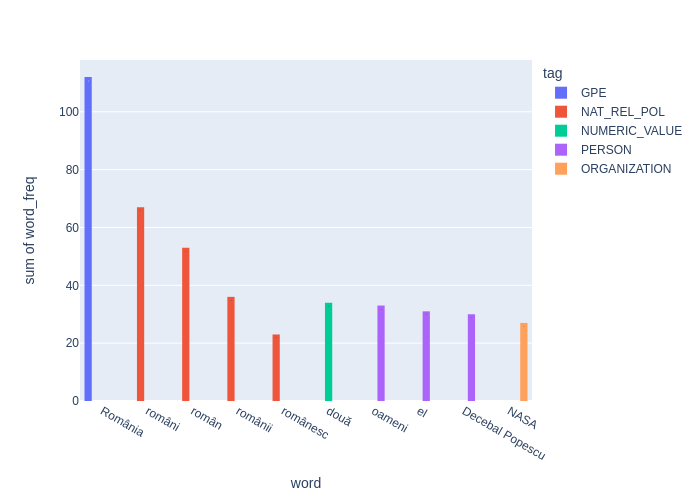 tag
GPE
NAT_REL_POL
NUMERIC_VALUE
PERSON
ORGANIZATION
sum of word_freq
100
80
60
40
20
0
România
români
român
românii
românesc
două
oameni
el
Decebal Popescu
NASA
word